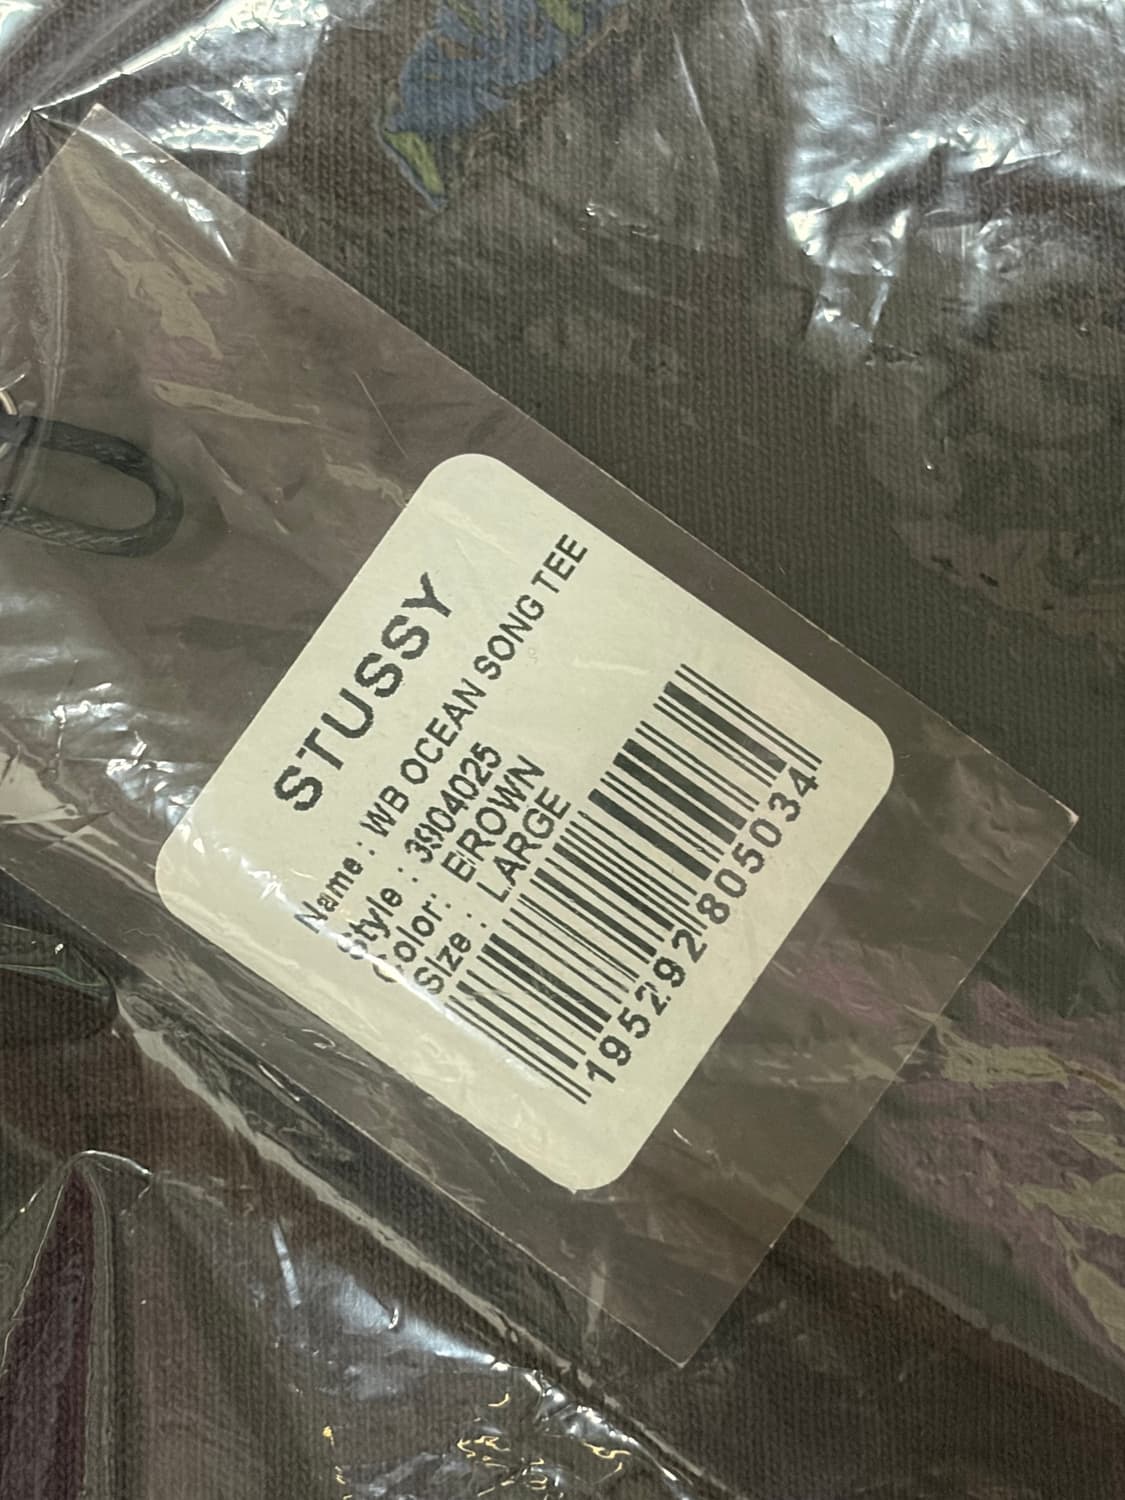 STUSSY
Name : WB OCEAN SONG TEE
Style : 3904025
Color: BROWN
Size : LARGE
195292805034